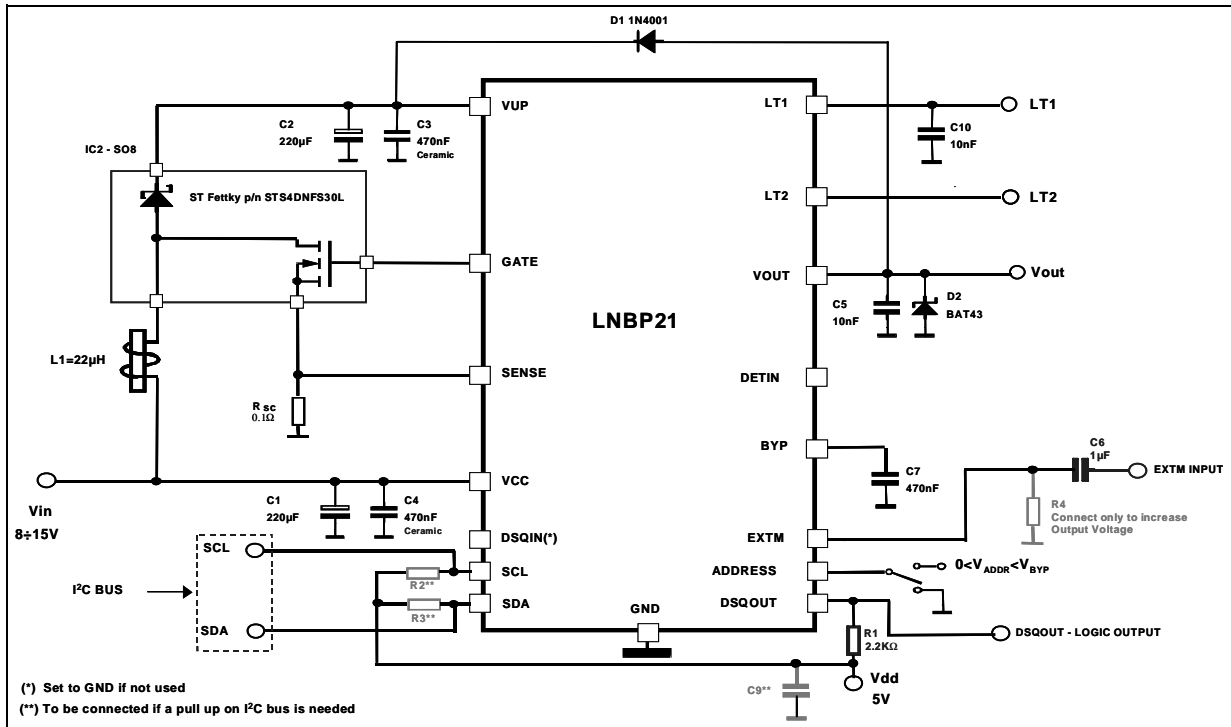 D1 1N4001
VUP
LT1
LT1
C2
220µF
C3
470nF
Ceramic
C10
10nF
IC2 - SO8
ST Fettky p/n STS4DNFS30L
LT2
LT2
GATE
VOUT
Vout
C5
10nF
D2
BAT43
LNBP21
L1=22µH
SENSE
DETIN
R sc
0.1Ω
BYP
C6
1µF
EXTM INPUT
C7
470nF
Vin
8÷15V
VCC
C1
220µF
C4
470nF
Ceramic
R4
Connect only to increase
Output Voltage
DSQIN(*)
EXTM
SCL
SCL
R2**
ADDRESS
0<VADDR<VBYP
I²C BUS
SDA
SDA
R3**
GND
DSQOUT
R1
2.2KΩ
DSQOUT - LOGIC OUTPUT
C9**
Vdd
5V
(*) Set to GND if not used
(**) To be connected if a pull up on I²C bus is needed